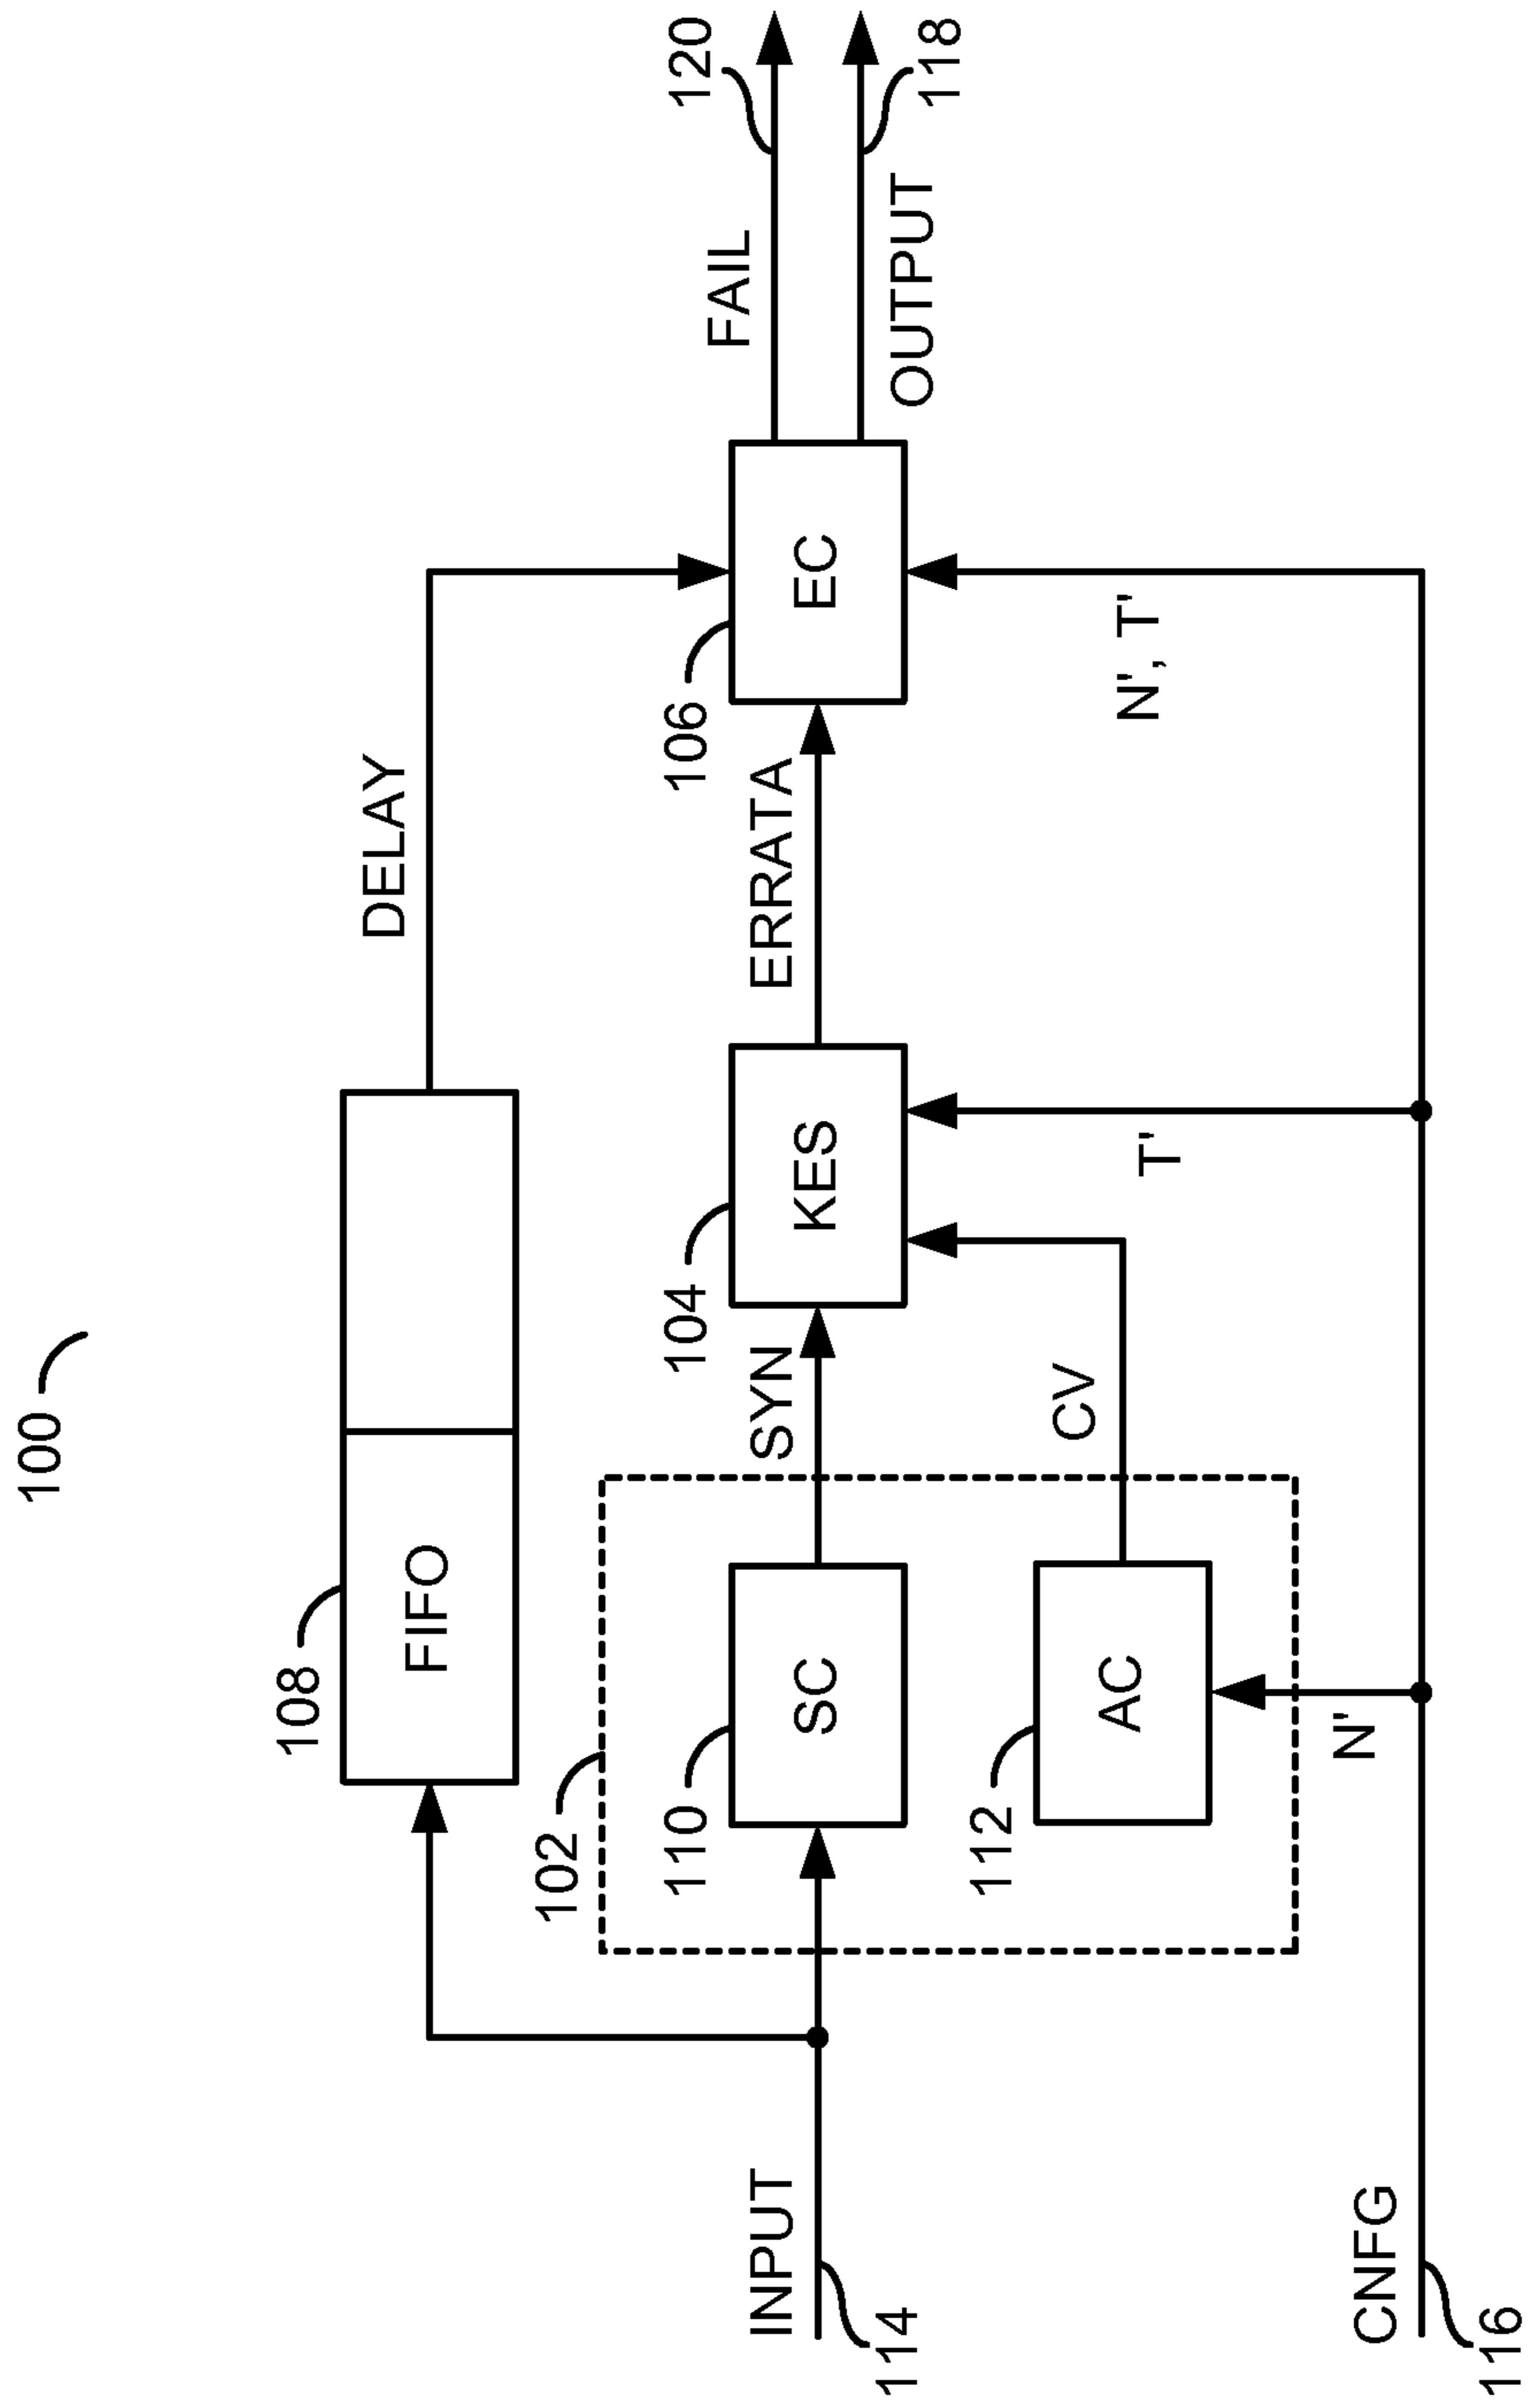 100
DELAY
108
FIFO
102
INPUT
114
110
SC
SYN
104
KES
ERRATA
106
EC
FAIL
120
OUTPUT
118
112
AC
CV
N'
T'
N', T'
CNFG
116